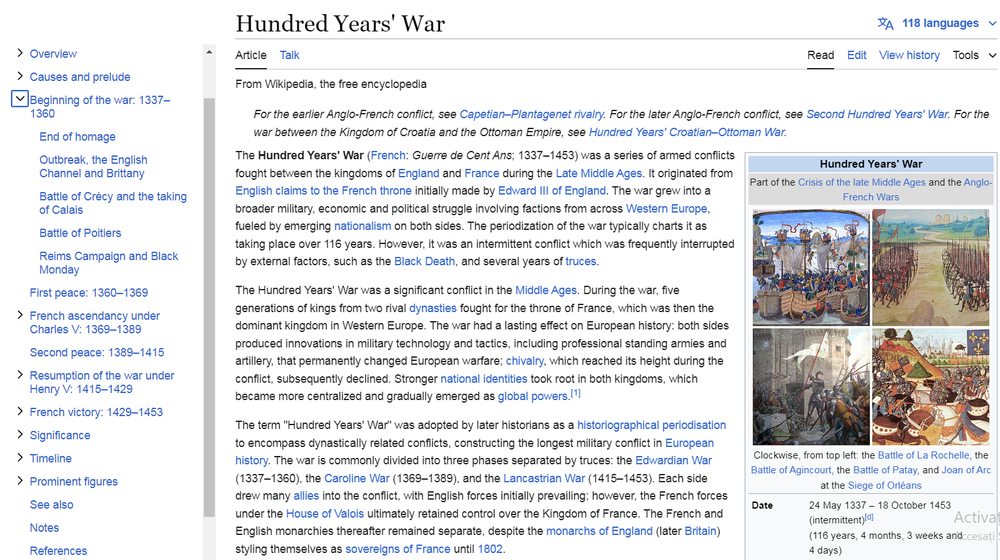 Hundred Years' War
118 languages
Article Talk
Read Edit View history Tools
From Wikipedia, the free encyclopedia
Overview
Causes and prelude
Beginning of the war: 1337–
1360
End of homage
Outbreak, the English
Channel and Brittany
Battle of Crécy and the taking
of Calais
Battle of Poitiers
Reims Campaign and Black
Monday
First peace: 1360–1369
French ascendancy under
Charles V: 1369–1389
Second peace: 1389–1415
Resumption of the war under
Henry V: 1415–1429
French victory: 1429–1453
Significance
Timeline
Prominent figures
See also
Notes
References
For the earlier Anglo-French conflict, see Capetian–Plantagenet rivalry. For the later Anglo-French conflict, see Second Hundred Years' War. For the
war between the Kingdom of Croatia and the Ottoman Empire, see Hundred Years' Croatian–Ottoman War.
The Hundred Years' War (French: Guerre de Cent Ans; 1337–1453) was a series of armed conflicts
fought between the kingdoms of England and France during the Late Middle Ages. It originated from
English claims to the French throne initially made by Edward III of England. The war grew into a
broader military, economic and political struggle involving factions from across Western Europe,
fueled by emerging nationalism on both sides. The periodization of the war typically charts it as
taking place over 116 years. However, it was an intermittent conflict which was frequently interrupted
by external factors, such as the Black Death, and several years of truces.
The Hundred Years' War was a significant conflict in the Middle Ages. During the war, five
generations of kings from two rival dynasties fought for the throne of France, which was then the
dominant kingdom in Western Europe. The war had a lasting effect on European history: both sides
produced innovations in military technology and tactics, including professional standing armies and
artillery, that permanently changed European warfare; chivalry, which reached its height during the
conflict, subsequently declined. Stronger national identities took root in both kingdoms, which
became more centralized and gradually emerged as global powers.[1]
The term "Hundred Years' War" was adopted by later historians as a historiographical periodisation
to encompass dynastically related conflicts, constructing the longest military conflict in European
history. The war is commonly divided into three phases separated by truces: the Edwardian War
(1337–1360), the Caroline War (1369–1389), and the Lancastrian War (1415–1453). Each side
drew many allies into the conflict, with English forces initially prevailing; however, the French forces
under the House of Valois ultimately retained control over the Kingdom of France. The French and
English monarchies thereafter remained separate, despite the monarchs of England (later Britain)
styling themselves as sovereigns of France until 1802.
Hundred Years' War
Part of the Crisis of the late Middle Ages and the Anglo-
French Wars
Clockwise, from top left: the Battle of La Rochelle, the
Battle of Agincourt, the Battle of Patay, and Joan of Arc
at the Siege of Orléans
Date 24 May 1337 – 18 October 1453
(intermittent)[d]
(116 years, 4 months, 3 weeks and
4 days)
Activat
Accesați